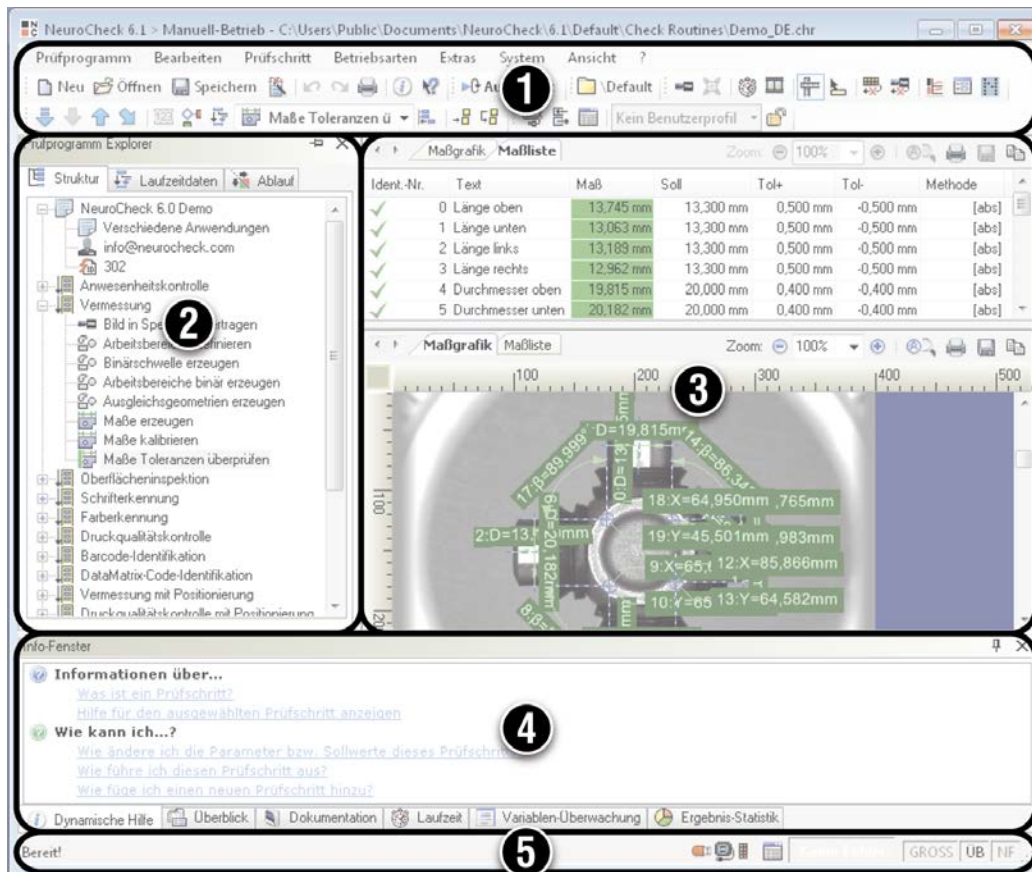 NeuroCheck 6.1 > Manuell-Betrieb - C:\Users\Public\Documents\NeuroCheck\6.1\Default\Check Routines\Demo_DE.chr
Prüfprogramm Bearbeiten Prüfschritt Betriebsarten Extras System Ansicht ?
1
Neu Öffnen Speichern \Default
Maße Toleranzen ü Kein Benutzerprofil
Prüfprogramm Explorer
Struktur Laufzeitdaten Ablauf
NeuroCheck 6.0 Demo
Verschiedene Anwendungen
info@neurocheck.com
302
Anwesenheitskontrolle
Vermessung
2
Bild in
Binärschwelle erzeugen
Arbeitsbereiche binär erzeugen
Ausgleichsgeometrien erzeugen
Maße erzeugen
Maße kalibrieren
Maße Toleranzen überprüfen
Oberflächeninspektion
Schrifterkennung
Farberkennung
Druckqualitätskontrolle
Barcode-Identifikation
DataMatrix-Code-Identifikation
Vermessung mit Positionierung
Druckqualitätskontrolle mit Positionierung
Maßgrafik Maßliste Zoom: 100%
Ident.-Nr. Text Maß Soll Tol+ Tol- Methode
0 Länge oben 13,745 mm 13,300 mm 0,500 mm -0,500 mm [abs]
1 Länge unten 13,063 mm 13,300 mm 0,500 mm -0,500 mm [abs]
2 Länge links 13,189 mm 13,300 mm 0,500 mm -0,500 mm [abs]
3 Länge rechts 12,962 mm 13,300 mm 0,500 mm -0,500 mm [abs]
4 Durchmesser oben 19,815 mm 20,000 mm 0,400 mm -0,400 mm [abs]
5 Durchmesser unten 20,182 mm 20,000 mm 0,400 mm -0,400 mm [abs]
Maßgrafik Maßliste Zoom: 100%
100 200 300 400 500
3
100
200
:D=19,815mm
17:β=89,999°
18:X=64,950mm ,765mm
19:Y=45,501mm ,983mm
12:X=85,866mm
13:Y=64,582mm
Info-Fenster
Informationen über...
Was ist ein Prüfschritt?
Hilfe für den ausgewählten Prüfschritt anzeigen
4
Wie kann ich...?
Wie ändere ich die Parameter bzw. Sollwerte dieses
Wie führe ich diesen Prüfschritt aus?
Wie füge ich einen neuen Prüfschritt hinzu?
Dynamische Hilfe Überblick Dokumentation Laufzeit Variablen-Überwachung Ergebnis-Statistik
Bereit! 5 GROSS ÜB NF